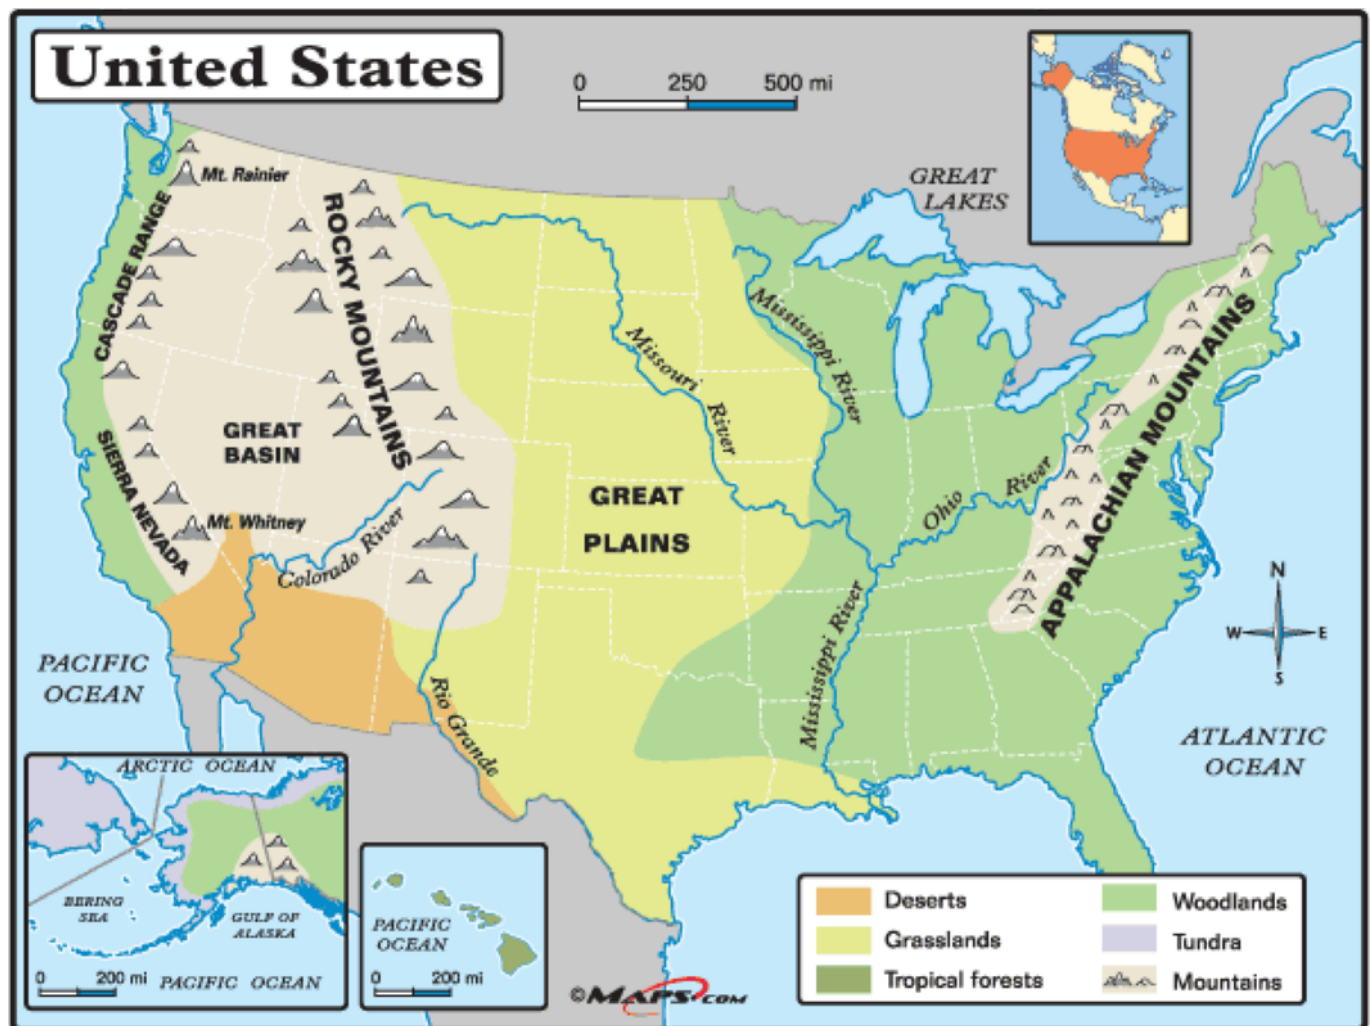 United States
0 250 500 mi
GREAT
LAKES
Mt. Rainier
CASCADE RANGE
ROCKY MOUNTAINS
Missouri
River
Mississippi River
APPALACHIAN MOUNTAINS
GREAT
BASIN
SIERRA NEVADA
Mt. Whitney
Colorado River
GREAT
PLAINS
Ohio
River
Mississippi River
N
W E
S
PACIFIC
OCEAN
Rio Grande
ATLANTIC
OCEAN
ARCTIC OCEAN
BERING
SEA
GULF OF
ALASKA
0 200 mi
PACIFIC OCEAN
PACIFIC
OCEAN
0 200 mi
©MAPS.COM
Deserts
Grasslands
Tropical forests
Woodlands
Tundra
Mountains